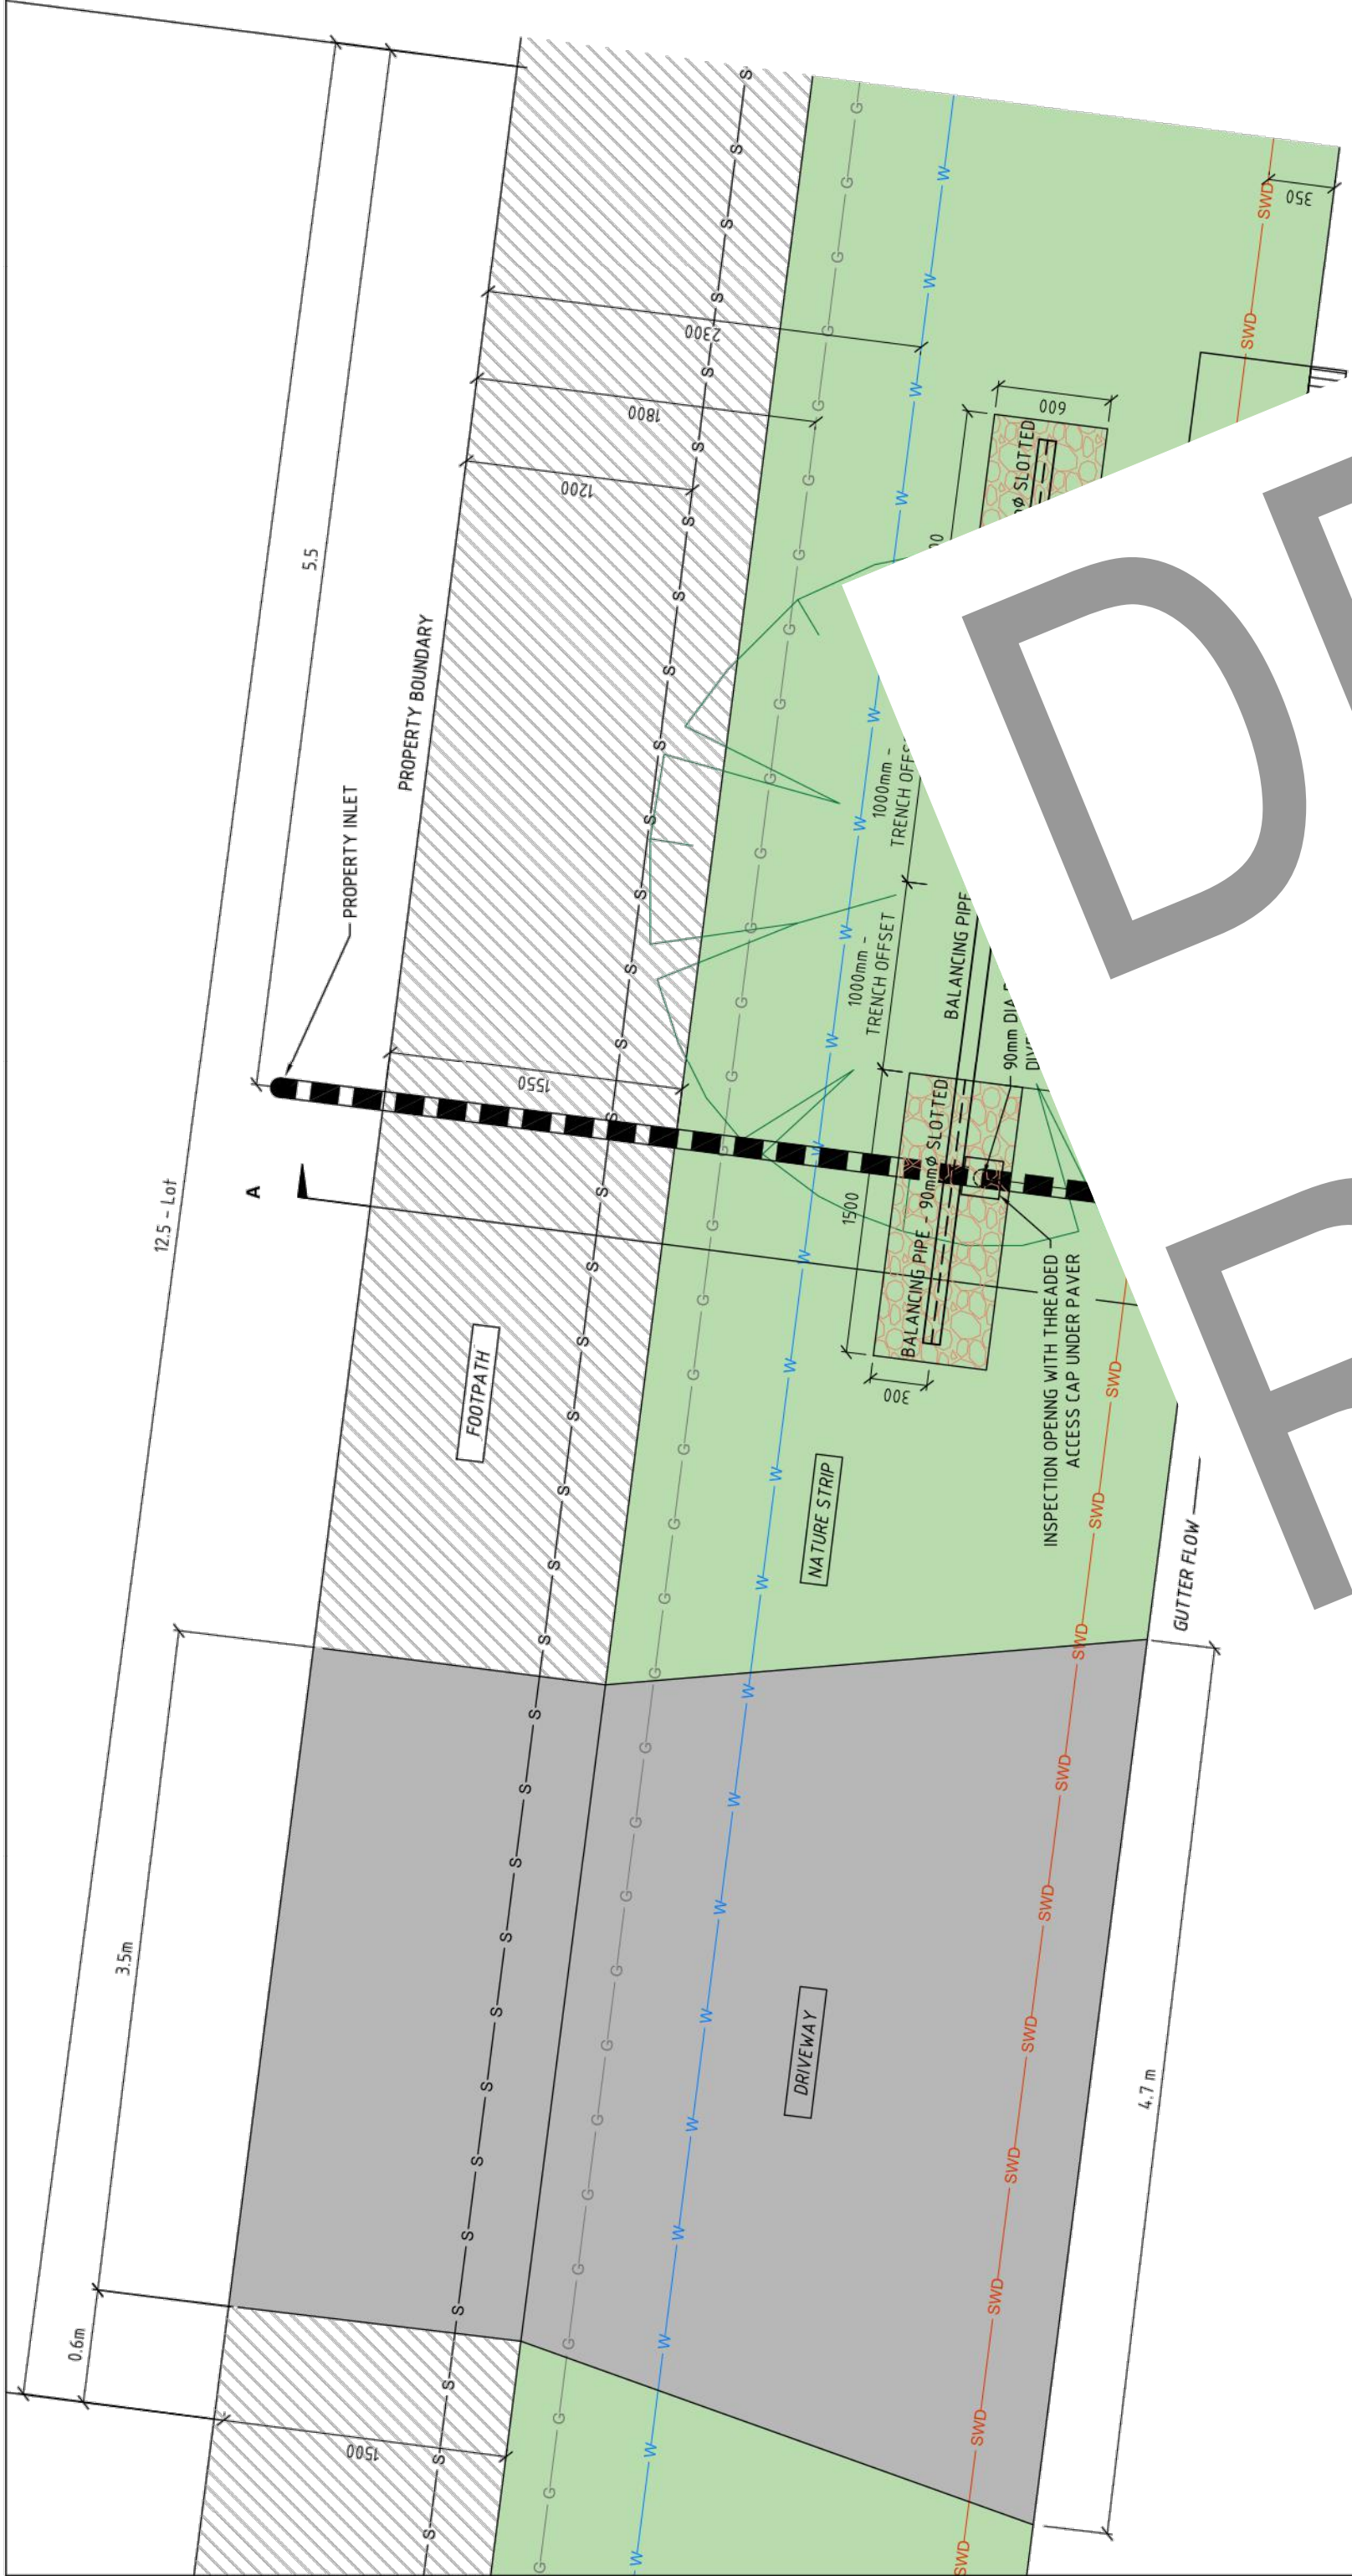 12.5 - Lot
5.5
3.5m
0.6m
PROPERTY BOUNDARY
PROPERTY INLET
A
FOOTPATH
NATURE STRIP
DRIVEWAY
1500
1550
1200
1800
2300
350
600
300
1500
4.7 m
GUTTER FLOW
1000mm -
TRENCH OFFSET
1000mm -
BALANCING PIPE
BALANCING PIPE - 90mmØ SLOTTED
Ø SLOTTED
90mm DIA
INSPECTION OPENNG WITH THREADED
ACCESS CAP UNDER PAVER
S
G
W
SWD
D